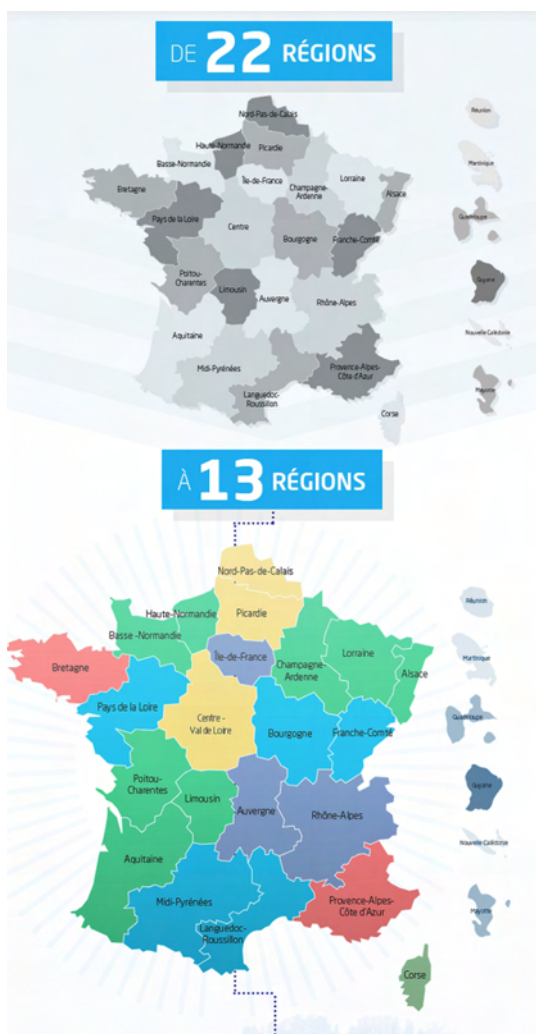 DE 22 RÉGIONS
Nord-Pas-de-Calais
Haute-Normandie
Picardie
Basse-Normandie
Île-de-France
Champagne-
Ardenne
Lorraine
Alsace
Bretagne
Pays de la Loire
Centre
Bourgogne
Franche-Comté
Poitou-
Charentes
Limousin
Auvergne
Rhône-Alpes
Aquitaine
Midi-Pyrénées
Languedoc-
Roussillon
Provence-Alpes-
Côte d'Azur
Corse
Réunion
Martinique
Guadeloupe
Guyane
Nouvelle Calédonie
Mayotte
À 13 RÉGIONS
Nord-Pas-de-Calais
Haute-Normandie
Picardie
Basse -Normandie
Île-de-France
Champagne-
Ardenne
Lorraine
Alsace
Bretagne
Pays de la Loire
Centre -
Val de Loire
Bourgogne
Franche-Comté
Poitou-
Charentes
Limousin
Auvergne
Rhône-Alpes
Aquitaine
Midi-Pyrénées
Languedoc-
Roussillon
Provence-Alpes-
Côte d'Azur
Corse
Réunion
Martinique
Guadeloupe
Guyane
Nouvelle Calédonie
Mayotte